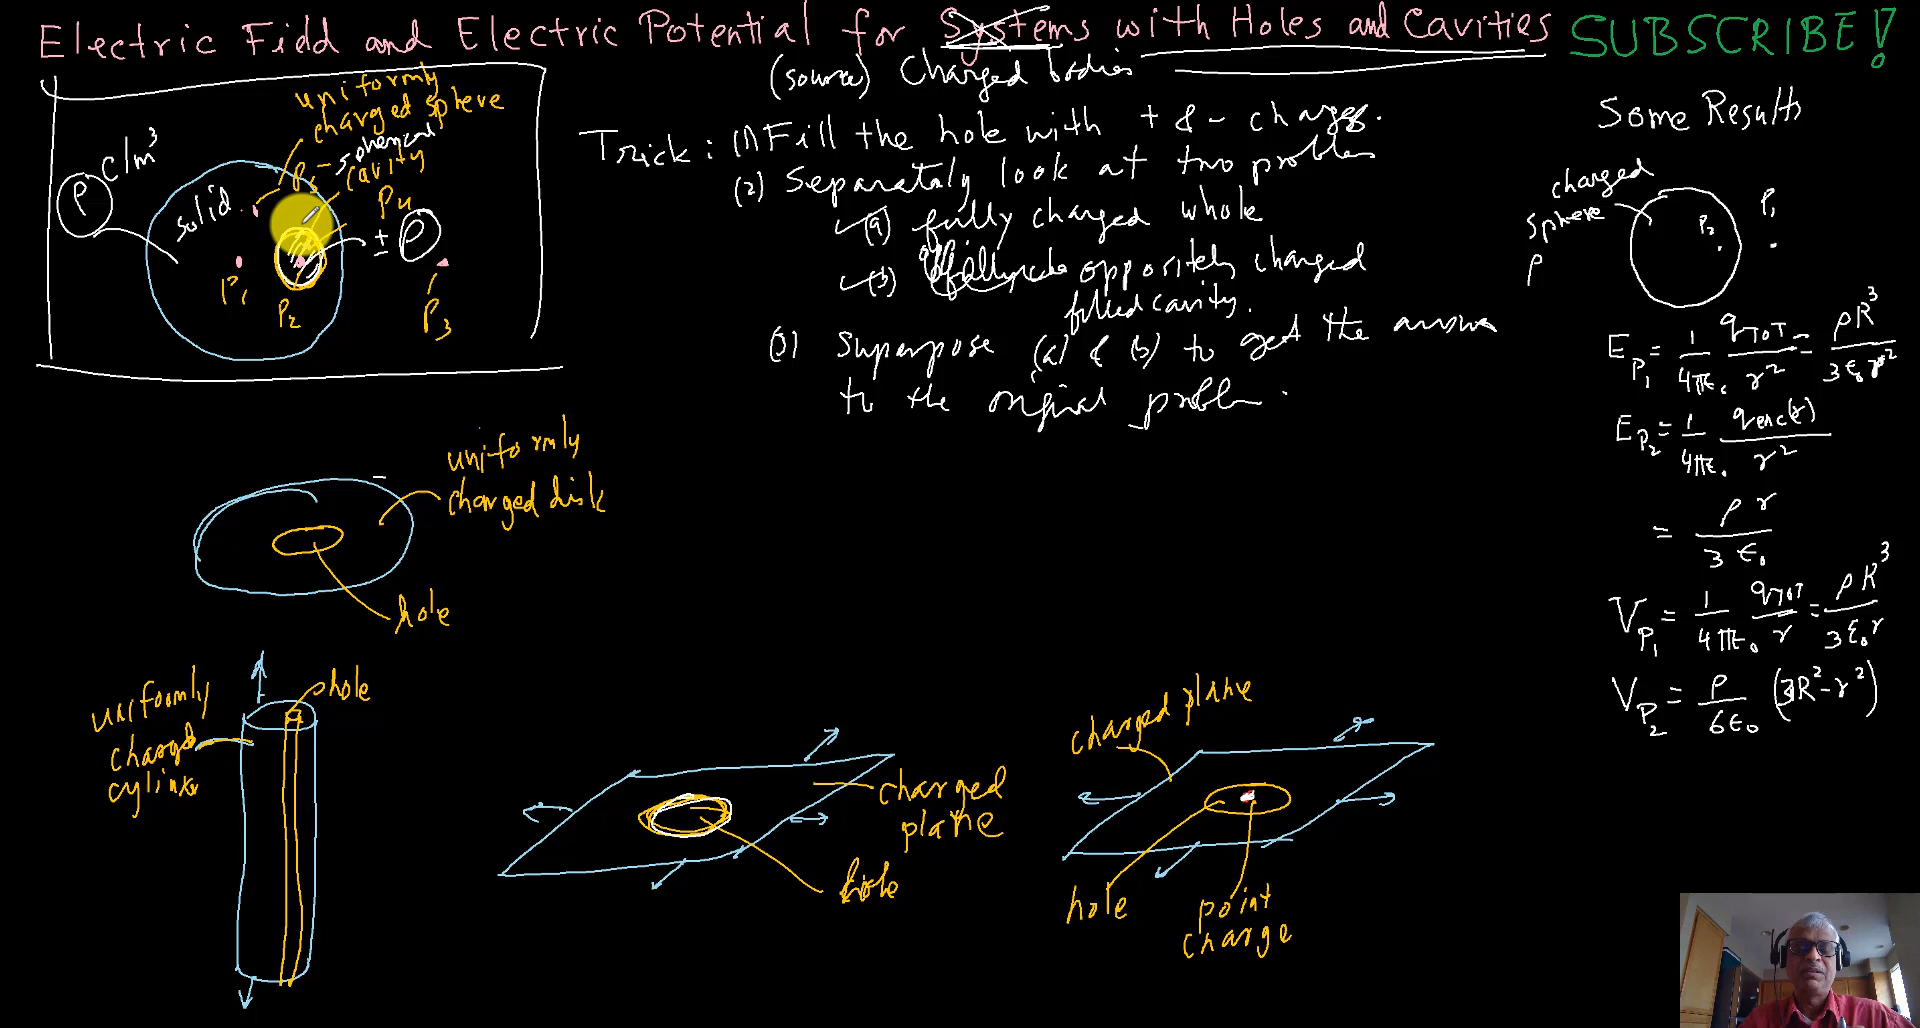 Electric Field and Electric Potential for Systems with Holes and Cavities
SUBSCRIBE!
(source) Charged bodies
uniformly
charged sphere
P5 - spherical
cavity
P4
ρ C/m³
solid
± ρ
P1
P2
P3
Trick: (1) Fill the hole with + & - charges.
(2) Separately look at two problems
(a) fully charged whole
(b) oppositely charged
filled cavity.
(3) Superpose (a) & (b) to get the answer
to the original problem.
uniformly
charged disk
hole
uniformly
charged
cylinder
hole
charged
plane
hole
charged plane
hole
point
charge
Some Results
charged
sphere
ρ
P2
P1
E_P1 = 1/4πε₀ q_TOT/r² = ρR³/3ε₀r²
E_P2 = 1/4πε₀ q_enc(r)/r²
= ρr/3ε₀
V_P1 = 1/4πε₀ q_TOT/r = ρR³/3ε₀r
V_P2 = ρ/6ε₀ (3R²-r²)